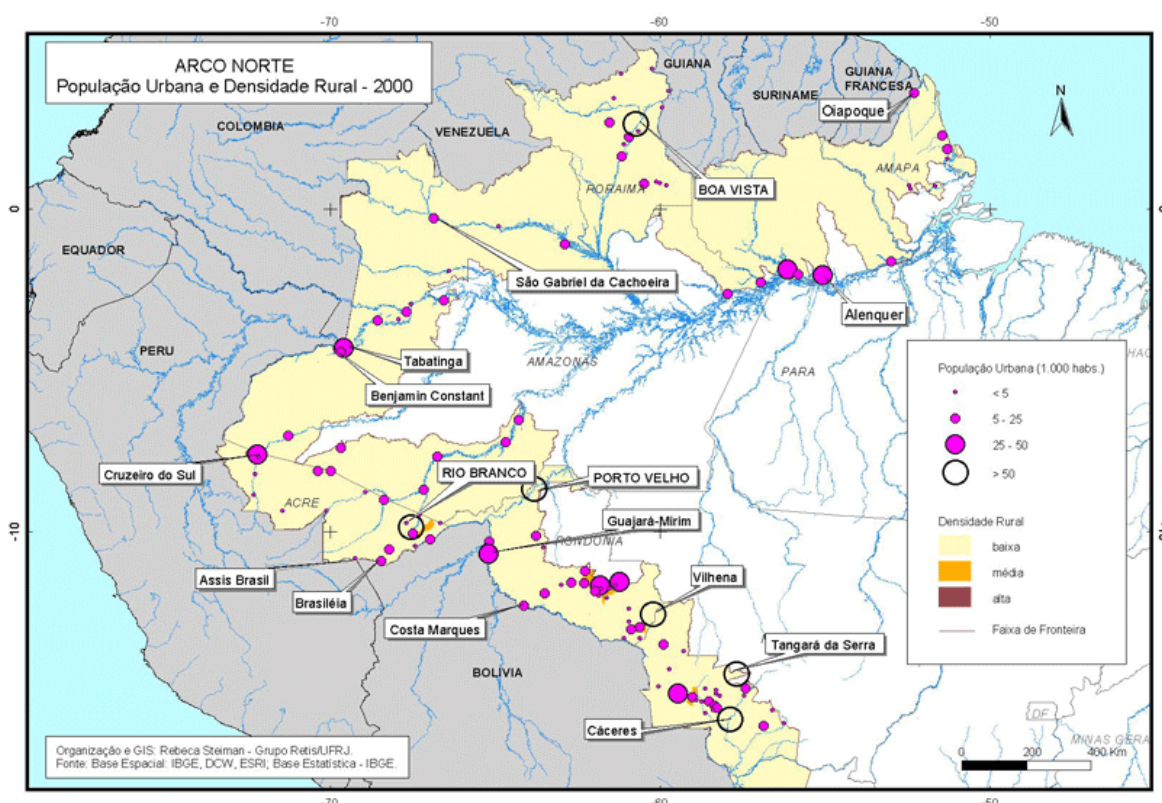 -70
-60
-50
ARCO NORTE
População Urbana e Densidade Rural - 2000
GUIANA
GUIANA
FRANCESA
SURINAME
Oiapoque
N
COLOMBIA
VENEZUELA
AMAPA
BOA VISTA
RORAIMA
0
0
EQUADOR
São Gabriel da Cachoeira
Alenquer
PERU
Tabatinga
AMAZONAS
PARA
Benjamin Constant
População Urbana (1.000 habs.)
< 5
5 - 25
25 - 50
> 50
Cruzeiro do Sul
RIO BRANCO
PORTO VELHO
ACRE
Guajará-Mirim
-10
RONDONIA
Densidade Rural
baixa
média
alta
Faixa de Fronteira
Assis Brasil
Vilhena
Brasiléia
Costa Marques
Tangará da Serra
BOLIVIA
Cáceres
DF
MINAS GERA
0 200 400 Km
Organização e GIS: Rebeca Steiman - Grupo Retis/UFRJ.
Fonte: Base Espacial: IBGE, DCW, ESRI; Base Estatística - IBGE.
-70
-60
-50